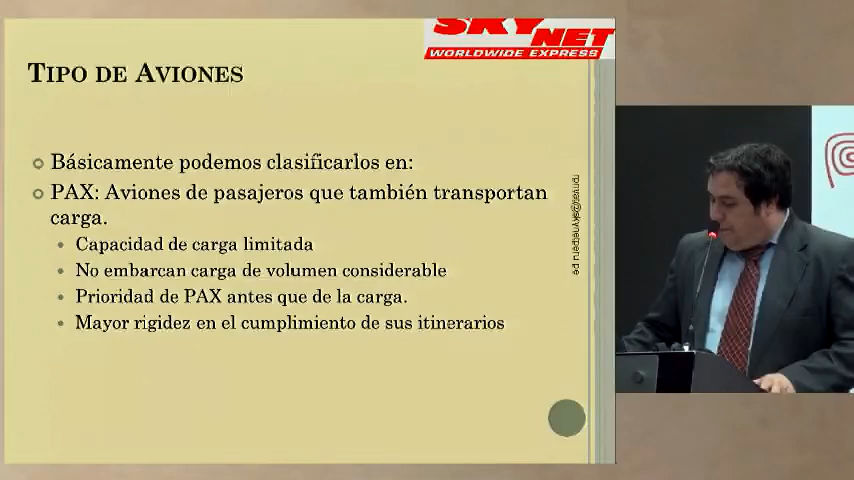 SKY
NET
WORLDWIDE EXPRESS
TIPO DE AVIONES
Básicamente podemos clasificarlos en:
PAX: Aviones de pasajeros que también transportan
carga.
Capacidad de carga limitada
No embarcan carga de volumen considerable
Prioridad de PAX antes que de la carga.
Mayor rigidez en el cumplimiento de sus itinerarios